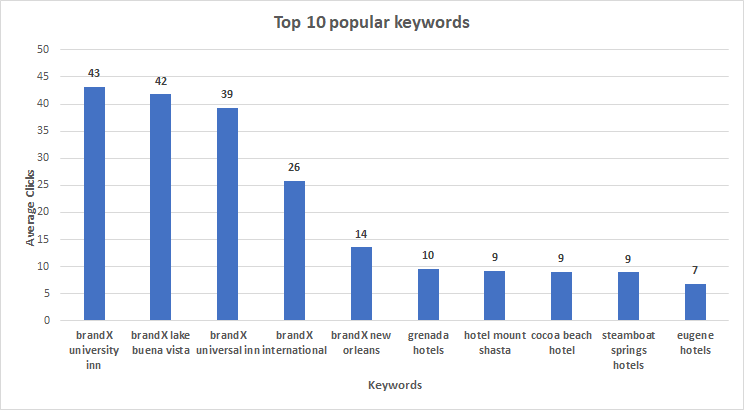 Top 10 popular keywords
50
45
40
35
30
25
20
15
10
5
0
Average Clicks
43
42
39
26
14
10
9
9
9
7
brandX university inn
brandX lake buena vista
brandX universal inn
brandX international
brandX new orleans
grenada hotels
hotel mount shasta
cocoa beach hotel
steamboat springs hotels
eugene hotels
Keywords